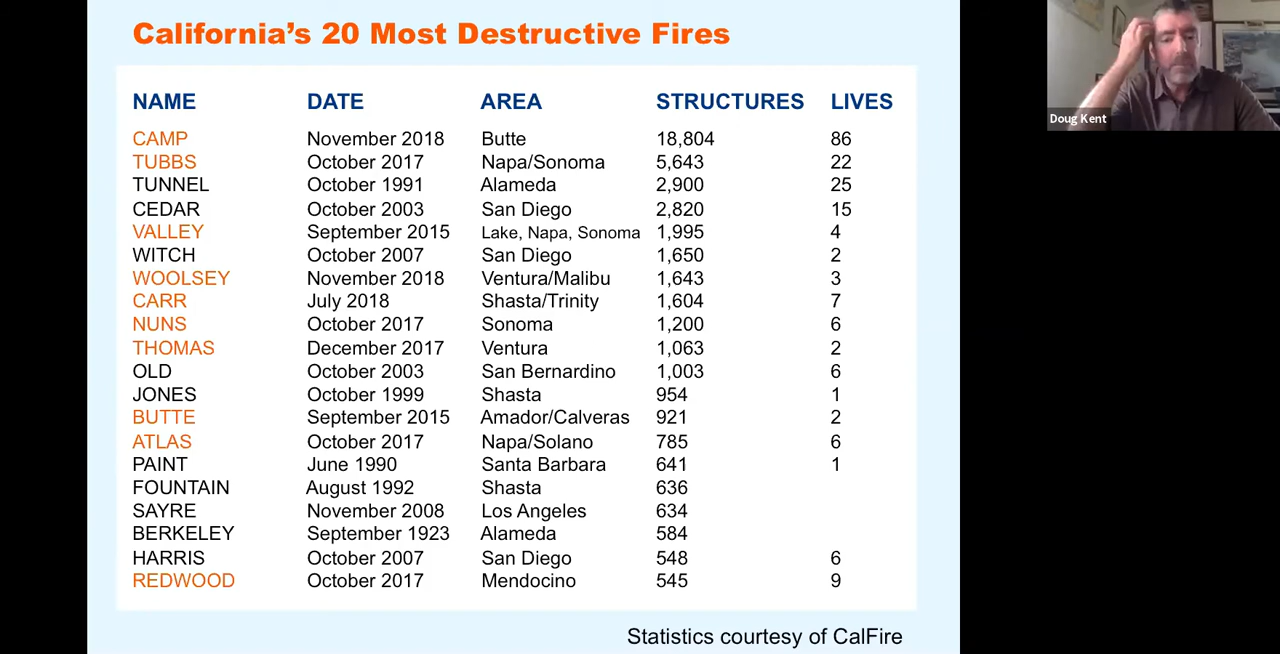 California's 20 Most Destructive Fires
NAME DATE AREA STRUCTURES LIVES
CAMP November 2018 Butte 18,804 86
TUBBS October 2017 Napa/Sonoma 5,643 22
TUNNEL October 1991 Alameda 2,900 25
CEDAR October 2003 San Diego 2,820 15
VALLEY September 2015 Lake, Napa, Sonoma 1,995 4
WITCH October 2007 San Diego 1,650 2
WOOLSEY November 2018 Ventura/Malibu 1,643 3
CARR July 2018 Shasta/Trinity 1,604 7
NUNS October 2017 Sonoma 1,200 6
THOMAS December 2017 Ventura 1,063 2
OLD October 2003 San Bernardino 1,003 6
JONES October 1999 Shasta 954 1
BUTTE September 2015 Amador/Calveras 921 2
ATLAS October 2017 Napa/Solano 785 6
PAINT June 1990 Santa Barbara 641 1
FOUNTAIN August 1992 Shasta 636
SAYRE November 2008 Los Angeles 634
BERKELEY September 1923 Alameda 584
HARRIS October 2007 San Diego 548 6
REDWOOD October 2017 Mendocino 545 9
Statistics courtesy of CalFire
Doug Kent